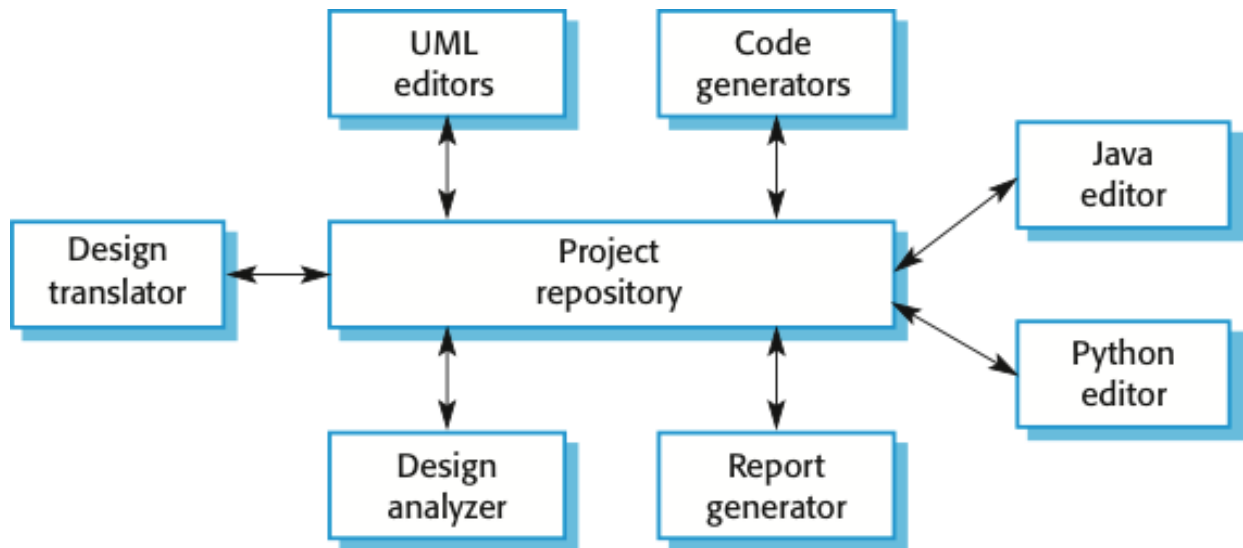 UML
editors
Code
generators
Java
editor
Design
translator
Project
repository
Python
editor
Design
analyzer
Report
generator